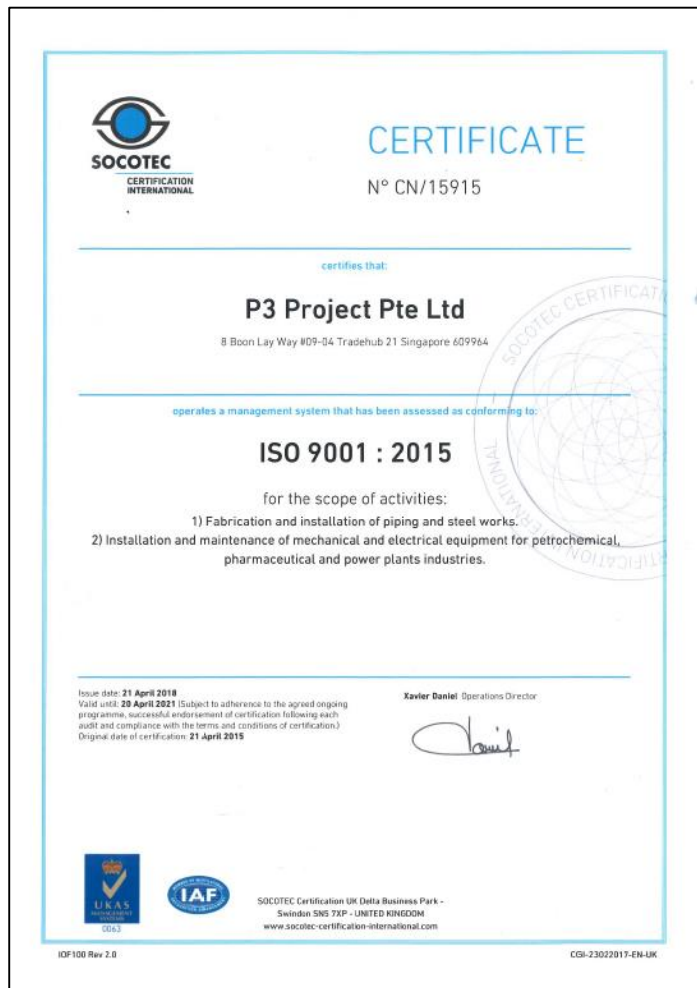 SOCOTEC
CERTIFICATION
INTERNATIONAL
CERTIFICATE
N° CN/15915
certifies that:
P3 Project Pte Ltd
8 Boon Lay Way #09-04 Tradehub 21 Singapore 609964
operates a management system that has been assessed as conforming to:
ISO 9001 : 2015
for the scope of activities:
1) Fabrication and installation of piping and steel works.
2) Installation and maintenance of mechanical and electrical equipment for petrochemical,
pharmaceutical and power plants industries.
SOCOTEC CERTIFICATION INTERNATIONAL
Issue date: 21 April 2018
Valid until: 20 April 2021 (Subject to adherence to the agreed ongoing
programme, successful endorsement of certification following each
audit and compliance with the terms and conditions of certification.)
Original date of certification: 21 April 2015
Xavier Daniel Operations Director
UKAS
MANAGEMENT
SYSTEMS
0063
IAF
SOCOTEC Certification UK Delta Business Park -
Swindon SN5 7XP - UNITED KINGDOM
www.socotec-certification-international.com
IOF100 Rev 2.0
CGI-23022017-EN-UK